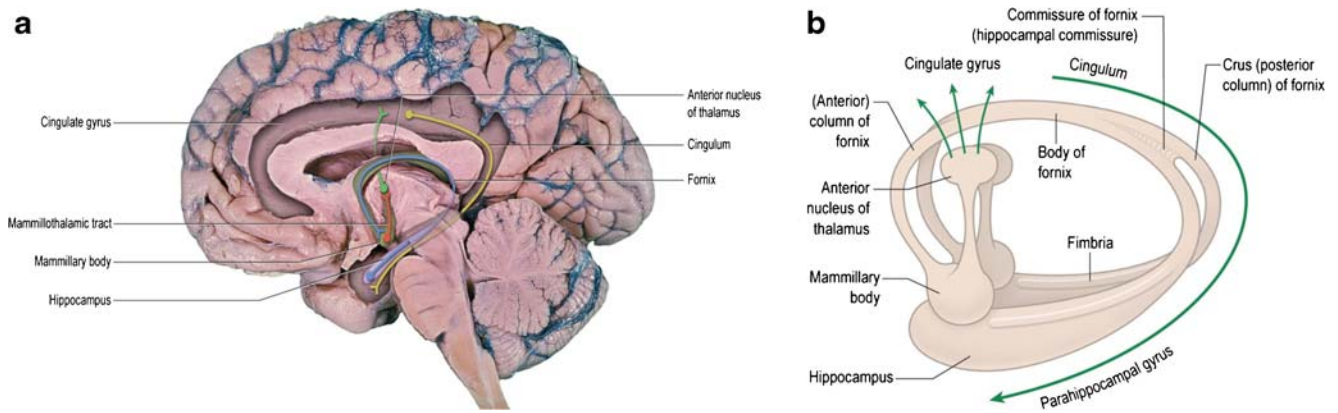 a
Cingulate gyrus
Mammillothalamic tract
Mammillary body
Hippocampus
Anterior nucleus
of thalamus
Cingulum
Fornix
b
Commissure of fornix
(hippocampal commissure)
Cingulate gyrus
Cingulum
Crus (posterior
column) of fornix
(Anterior)
column of
fornix
Body of
fornix
Anterior
nucleus of
thalamus
Fimbria
Mammillary
body
Hippocampus
Parahippocampal gyrus